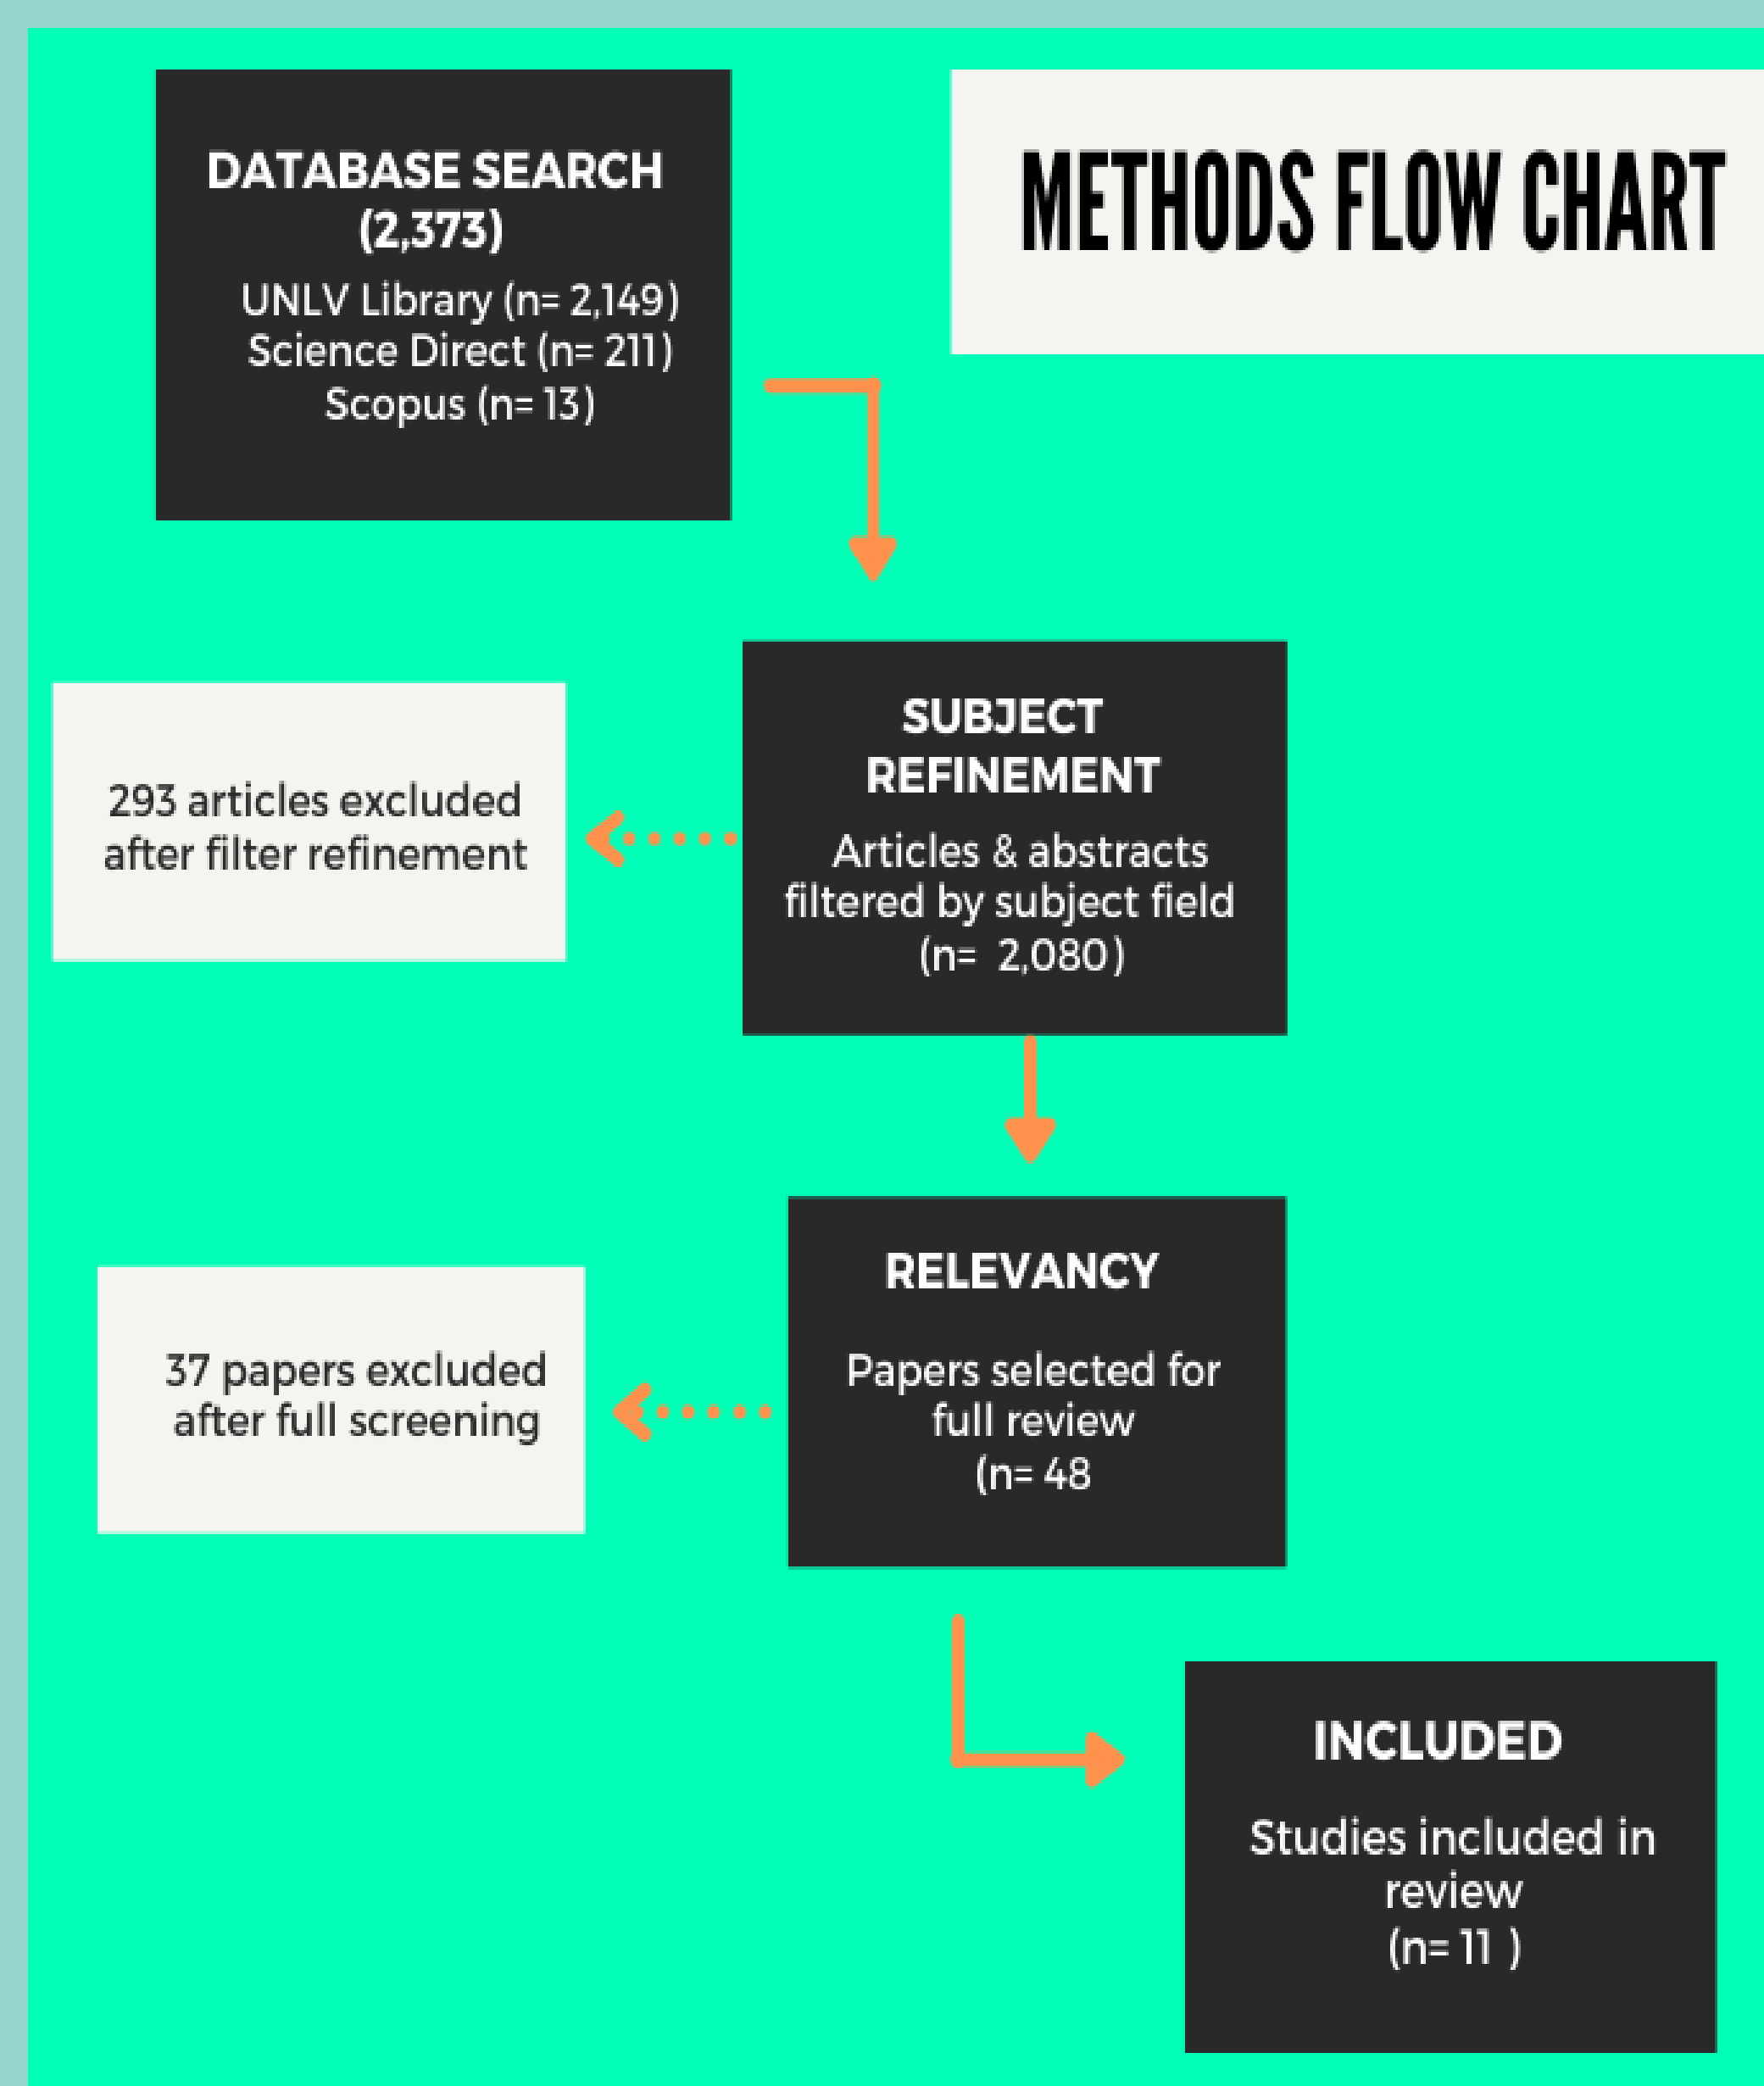 METHODS FLOW CHART
DATABASE SEARCH
(2,373)
UNLV Library (n= 2,149)
Science Direct (n= 211)
Scopus (n= 13)
SUBJECT
REFINEMENT
Articles & abstracts
filtered by subject field
(n= 2,080)
293 articles excluded
after filter refinement
RELEVANCY
Papers selected for
full review
(n= 48
37 papers excluded
after full screening
INCLUDED
Studies included in
review
(n= 11 )